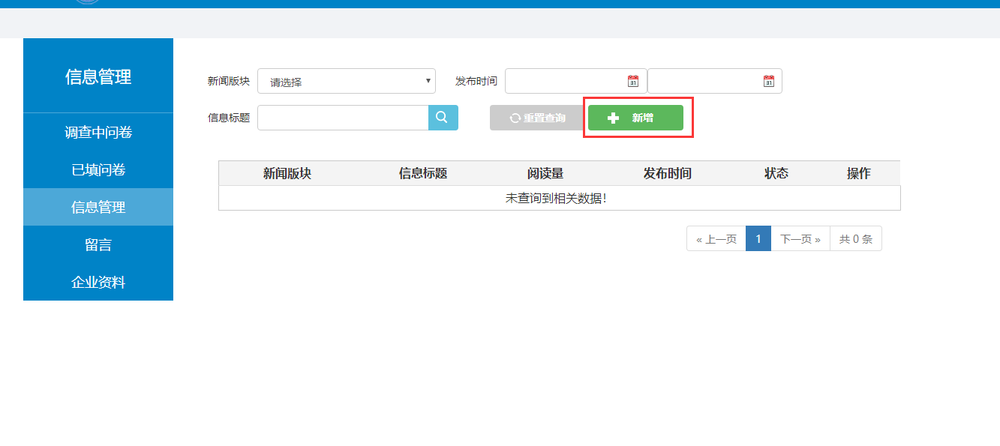 信息管理
调查中问卷
已填问卷
信息管理
留言
企业资料
新闻版块 请选择 发布时间 31 31
信息标题 重置查询 新增
新闻版块 信息标题 阅读量 发布时间 状态 操作
未查询到相关数据!
« 上一页 1 下一页 » 共 0 条